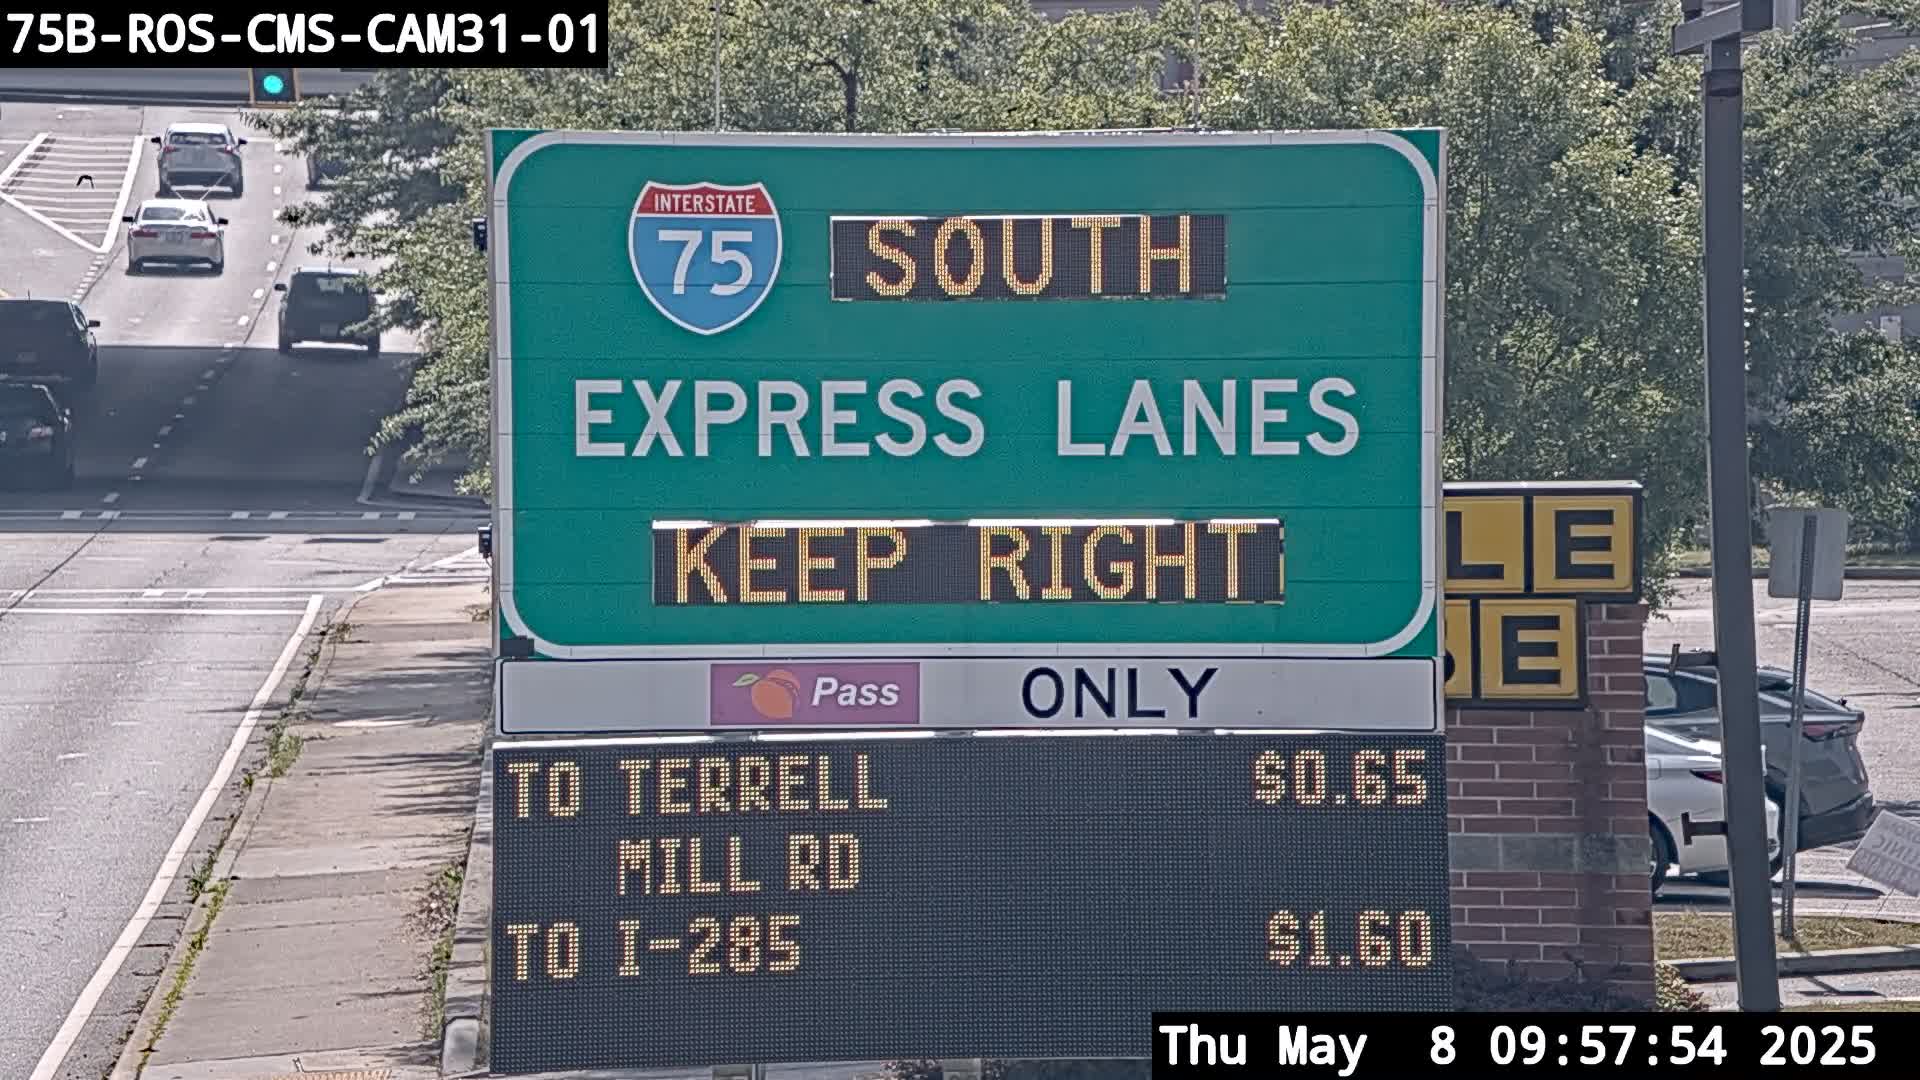 75B-ROS-CMS-CAM31-01
INTERSTATE
75
SOUTH
EXPRESS LANES
KEEP RIGHT
LE
E
Pass ONLY
TO TERRELL $0.65
MILL RD
TO I-285 $1.60
Thu May 8 09:57:54 2025